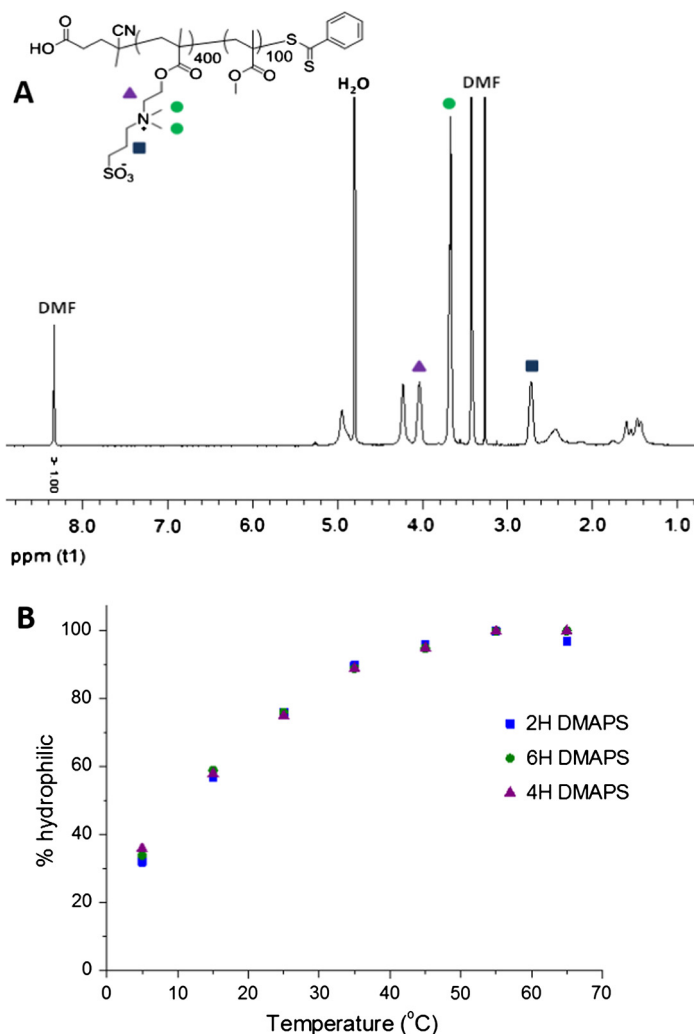 O
HO
CN
S
400
100
O
O
O
O
S
A
H₂O
DMF
N
+
SO₃
-
DMF
1.00
8.0 7.0 6.0 5.0 4.0 3.0 2.0 1.0
ppm (t1)
B
100
80
60
40
20
0
% hydrophilic
2H DMAPS
6H DMAPS
4H DMAPS
0 10 20 30 40 50 60 70
Temperature (°C)